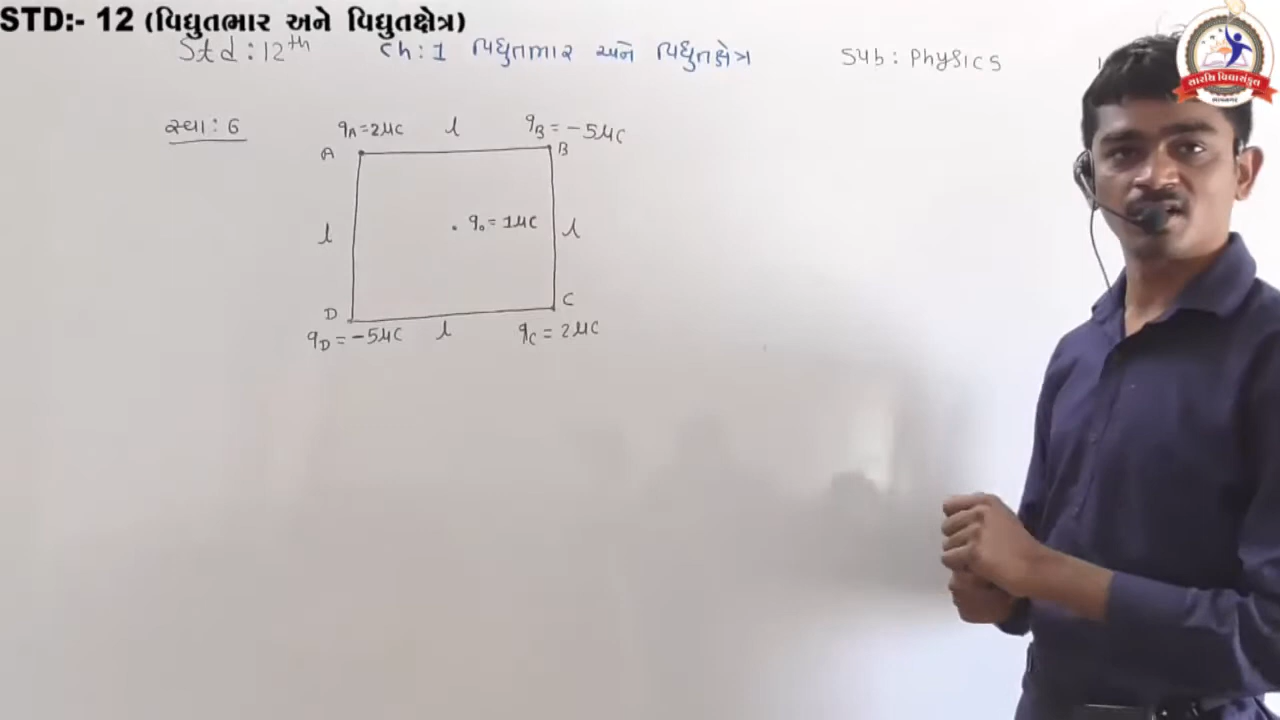 STD:- 12 (વિદ્યુતભાર અને વિદ્યુતક્ષેત્ર)
Std : 12th Ch : 1 વિદ્યુતભાર અને વિદ્યુતક્ષેત્ર Sub : Physics
સ્વા : 6
qA = 2μC l qB = -5μC
A B
l q₀ = 1μC l
D C
qD = -5μC l qC = 2μC
સારથિ વિદ્યાસંકુલ